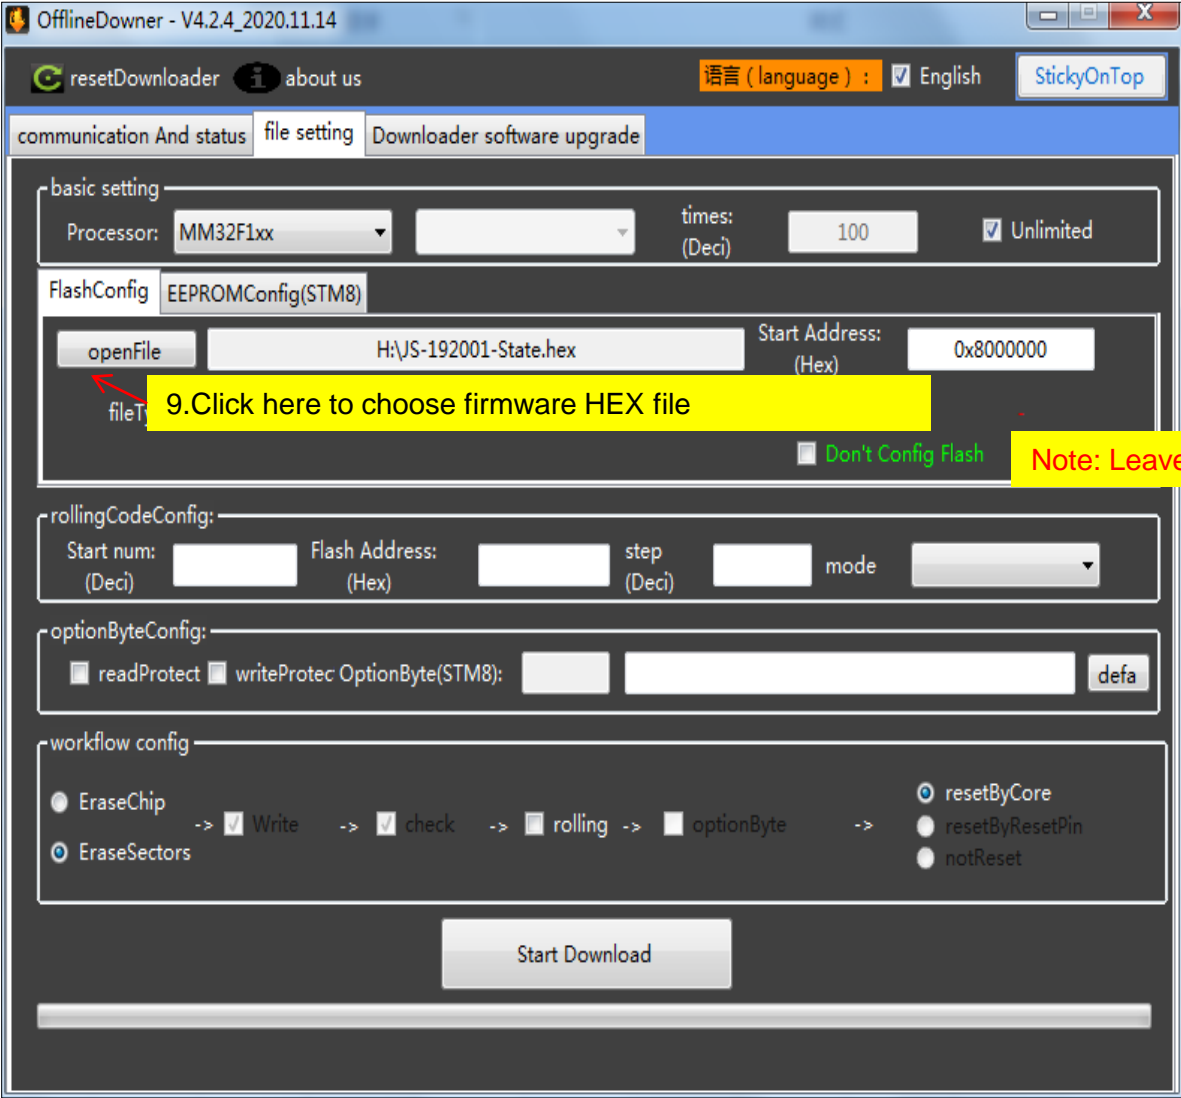 OfflineDowner - V4.2.4_2020.11.14
resetDownloader about us 语言 ( language ) : English StickyOnTop
communication And status file setting Downloader software upgrade
basic setting
Processor: MM32F1xx times: (Deci) 100 Unlimited
FlashConfig EEPROMConfig(STM8)
openFile H:\JS-192001-State.hex Start Address: (Hex) 0x8000000
9.Click here to choose firmware HEX file
Don't Config Flash
Note: Leave
rollingCodeConfig:
Start num: (Deci) Flash Address: (Hex) step (Deci) mode
optionByteConfig:
readProtect writeProtec OptionByte(STM8): defa
workflow config
EraseChip
EraseSectors
-> Write -> check -> rolling -> optionByte ->
resetByCore
resetByResetPin
notReset
Start Download